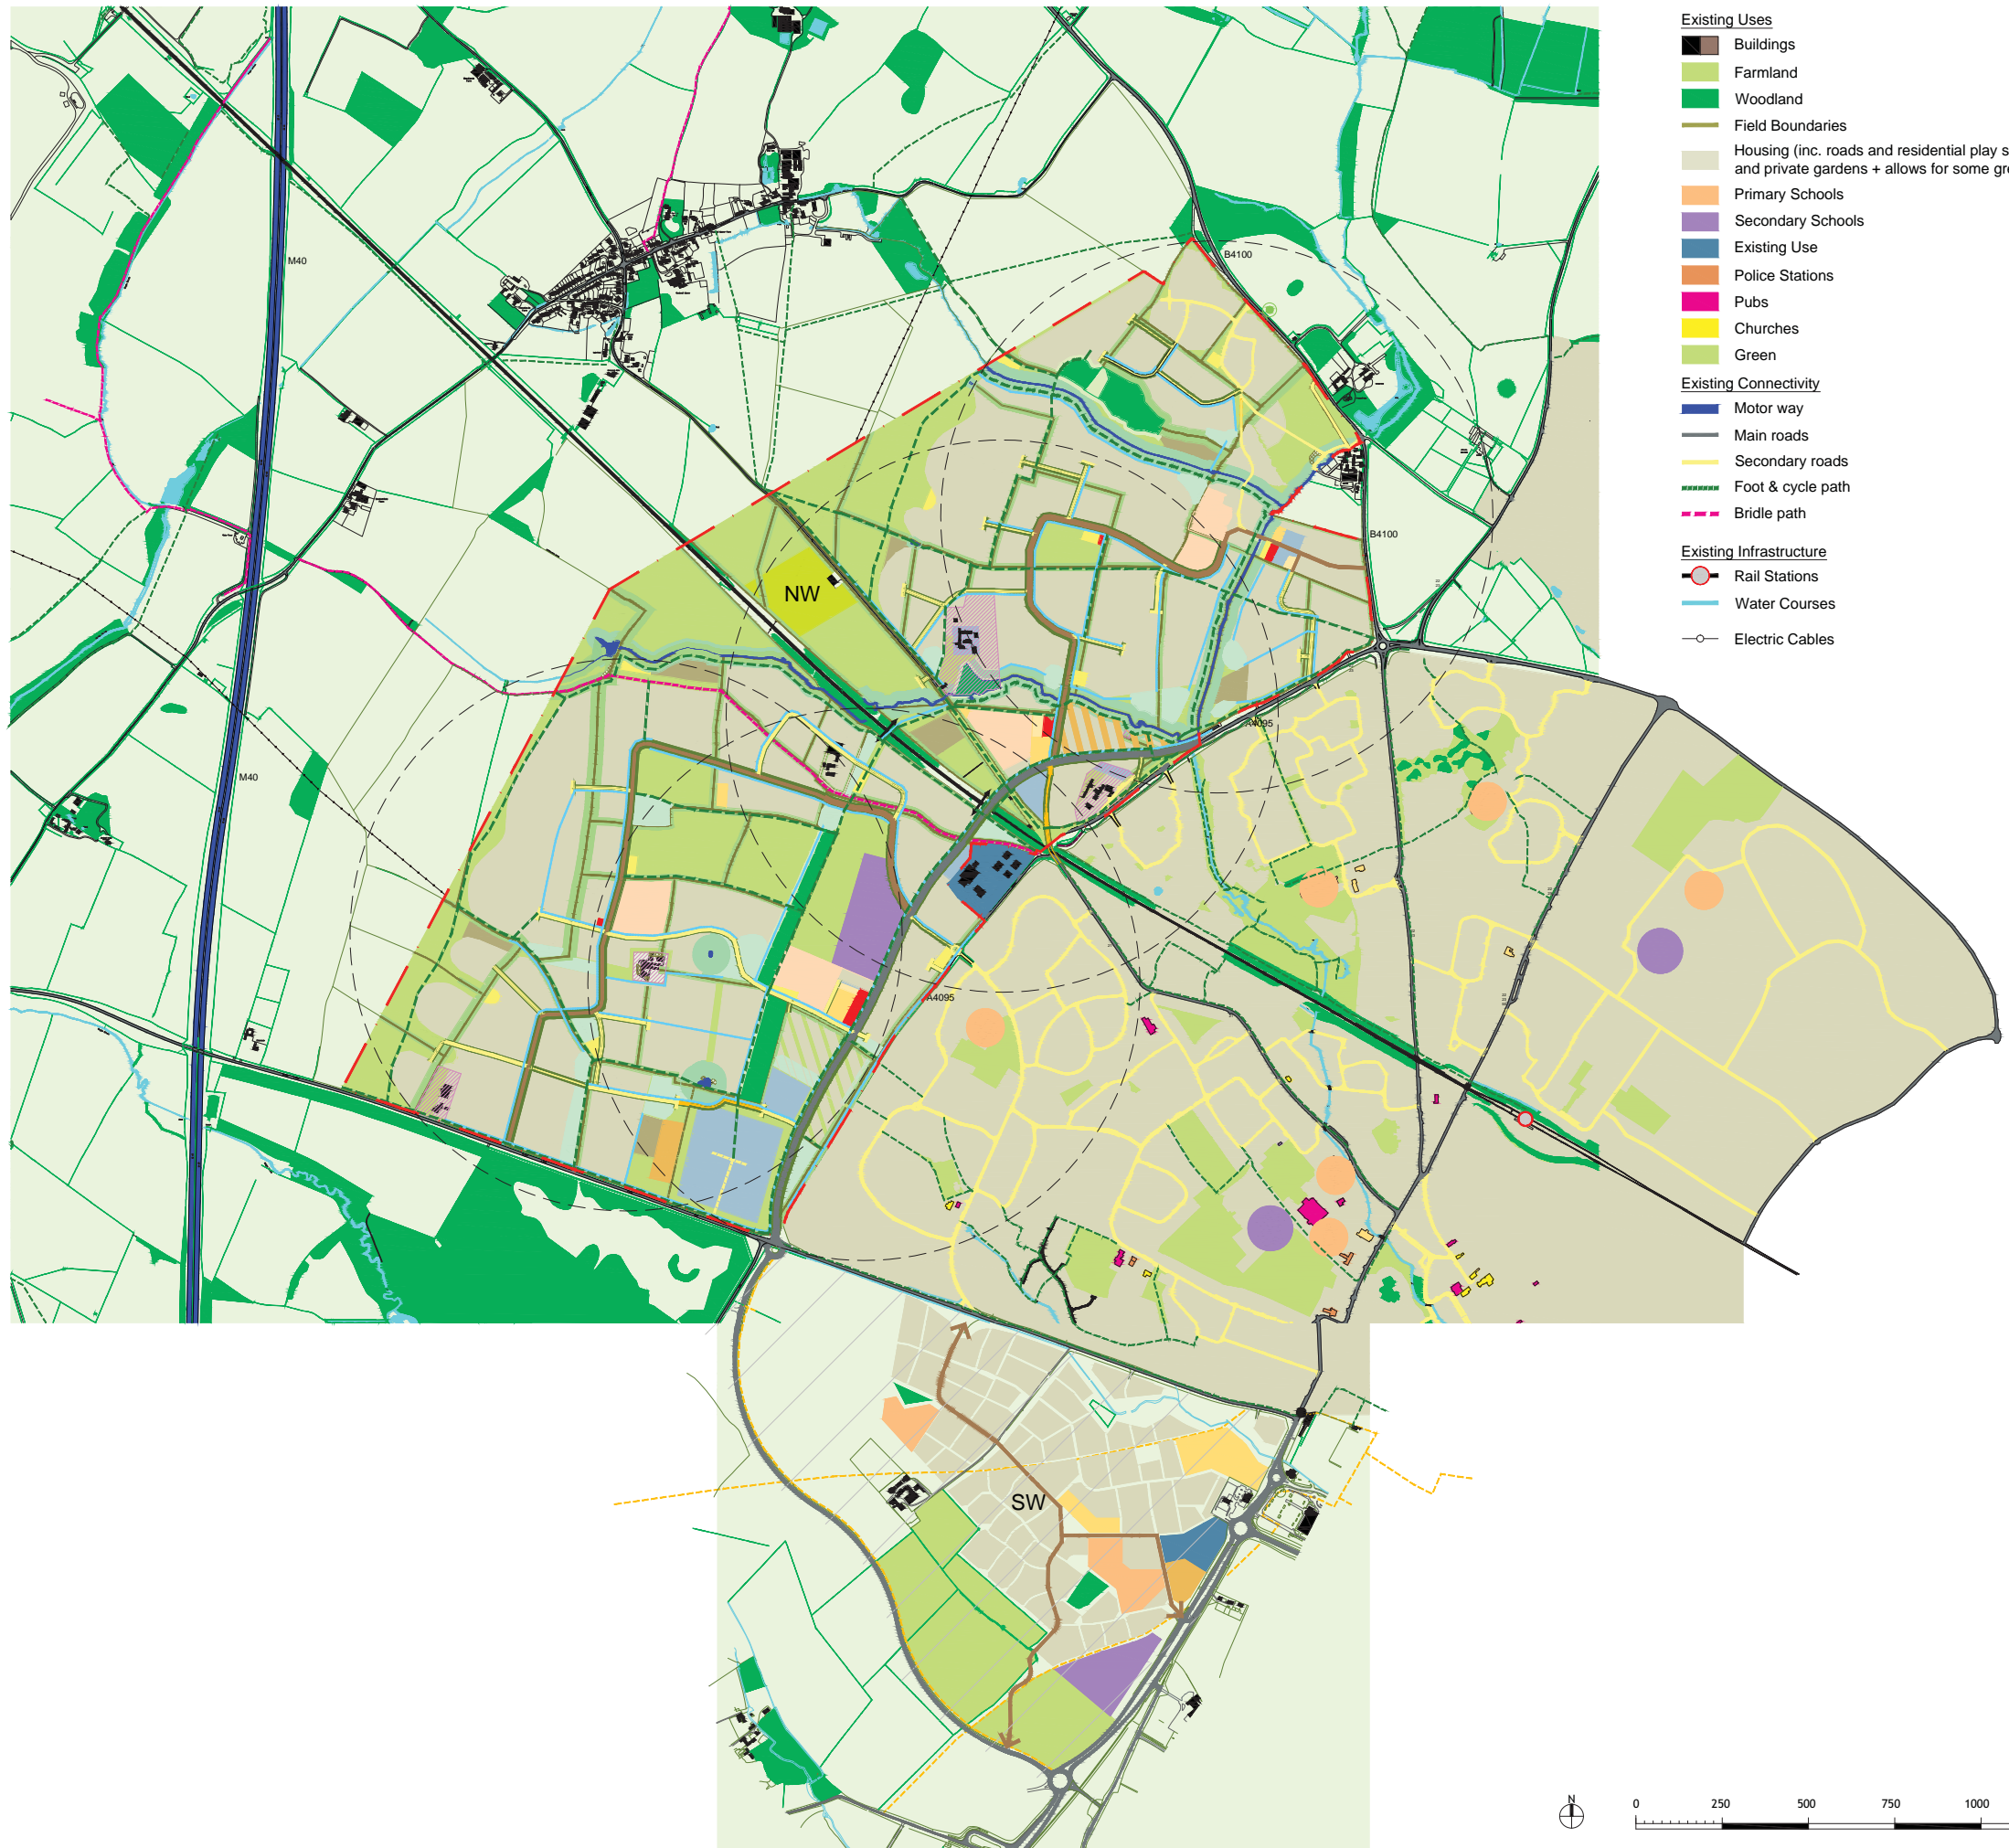 Existing Uses
Buildings
Farmland
Woodland
Field Boundaries
Housing (inc. roads and residential play s
and private gardens + allows for some gre
Primary Schools
Secondary Schools
Existing Use
Police Stations
Pubs
Churches
Green
Existing Connectivity
Motor way
Main roads
Secondary roads
Foot & cycle path
Bridle path
Existing Infrastructure
Rail Stations
Water Courses
Electric Cables
M40
B4100
B4100
NW
A4095
M40
A4095
SW
N
0 250 500 750 1000